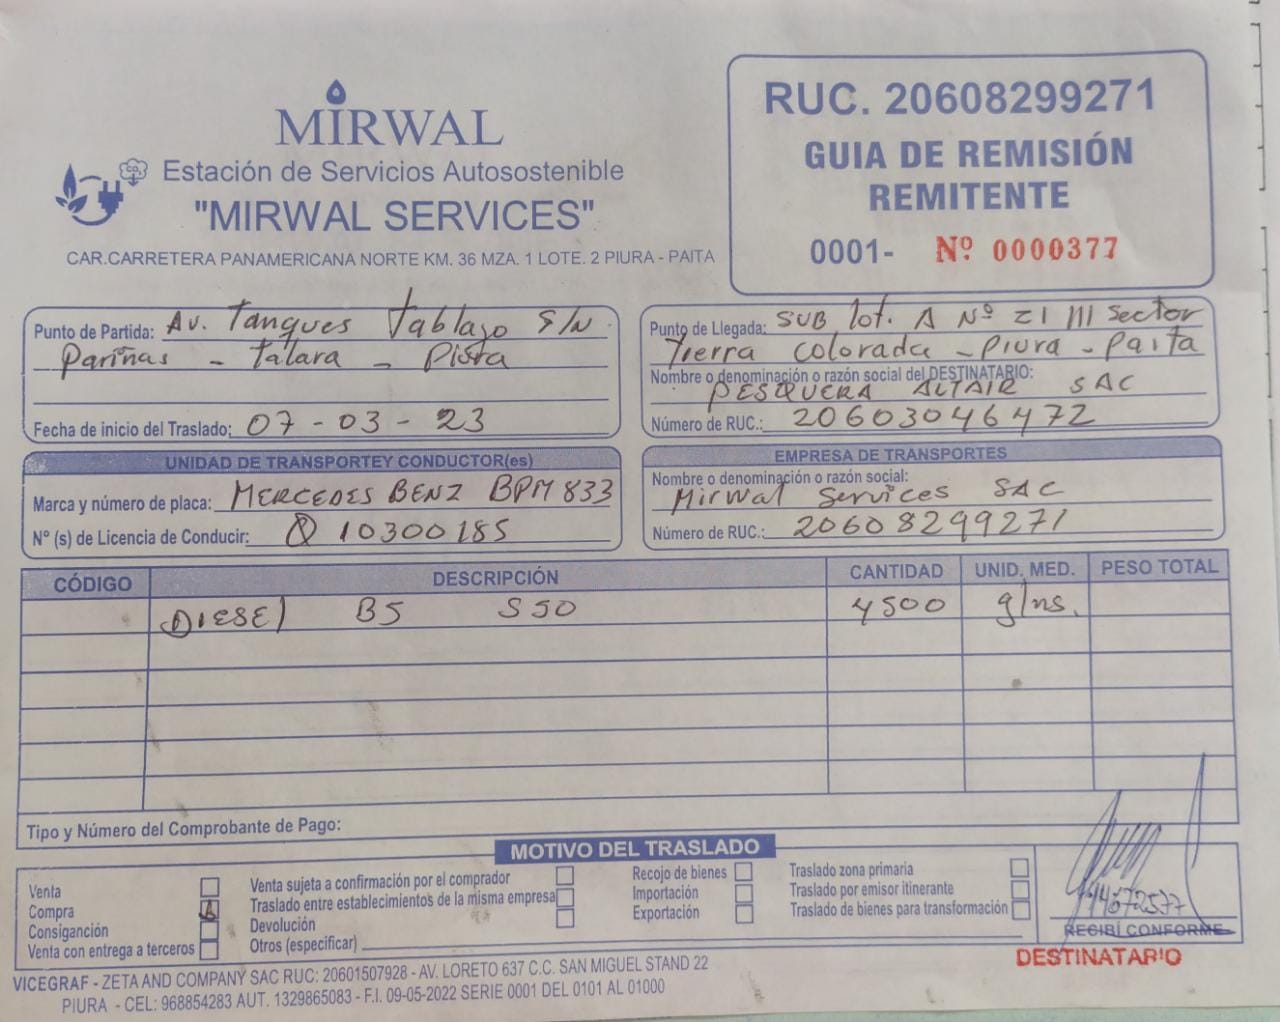 MIRWAL
Estación de Servicios Autosostenible
"MIRWAL SERVICES"
CAR.CARRETERA PANAMERICANA NORTE KM. 36 MZA. 1 LOTE. 2 PIURA - PAITA
RUC. 20608299271
GUIA DE REMISIÓN
REMITENTE
0001- Nº 0000377
Punto de Partida: Av. Tanques Tablazo S/N
Pariñas - Talara - Piura
Fecha de inicio del Traslado: 07-03-23
Punto de Llegada: SUB lot. A Nº ZI III Sector
Tierra Colorada - Piura - Paita
Nombre o denominación o razón social del DESTINATARIO:
PESQUERA ALTAIR SAC
Número de RUC.: 20603046472
UNIDAD DE TRANSPORTEY CONDUCTOR(es)
Marca y número de placa: MERCEDES BENZ BPM 833
N° (s) de Licencia de Conducir: Q 10300185
EMPRESA DE TRANSPORTES
Nombre o denominación o razón social:
Mirwal Services SAC
Número de RUC.: 20608299271
CÓDIGO DESCRIPCIÓN CANTIDAD UNID. MED. PESO TOTAL
DIESEl B5 S50 4500 glns.
Tipo y Número del Comprobante de Pago:
MOTIVO DEL TRASLADO
Venta
Compra
Consiganción
Venta con entrega a terceros
Venta sujeta a confirmación por el comprador
Traslado entre establecimientos de la misma empresa
Devolución
Otros (especificar)
Recojo de bienes
Importación
Exportación
Traslado zona primaria
Traslado por emisor itinerante
Traslado de bienes para transformación
RECIBÍ CONFORME
DESTINATARIO
VICEGRAF - ZETA AND COMPANY SAC RUC: 20601507928 - AV. LORETO 637 C.C. SAN MIGUEL STAND 22
PIURA - CEL: 968854283 AUT. 1329865083 - F.I. 09-05-2022 SERIE 0001 DEL 0101 AL 01000